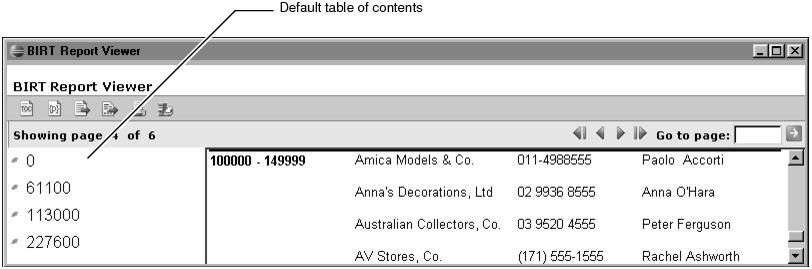 Default table of contents
BIRT Report Viewer
BIRT Report Viewer
TOC {P}
Showing page 4 of 6 Go to page:
0
61100
113000
227600
100000 - 149999 Amica Models & Co. 011-4988555 Paolo Accorti
Anna's Decorations, Ltd 02 9936 8555 Anna O'Hara
Australian Collectors, Co. 03 9520 4555 Peter Ferguson
AV Stores, Co. (171) 555-1555 Rachel Ashworth